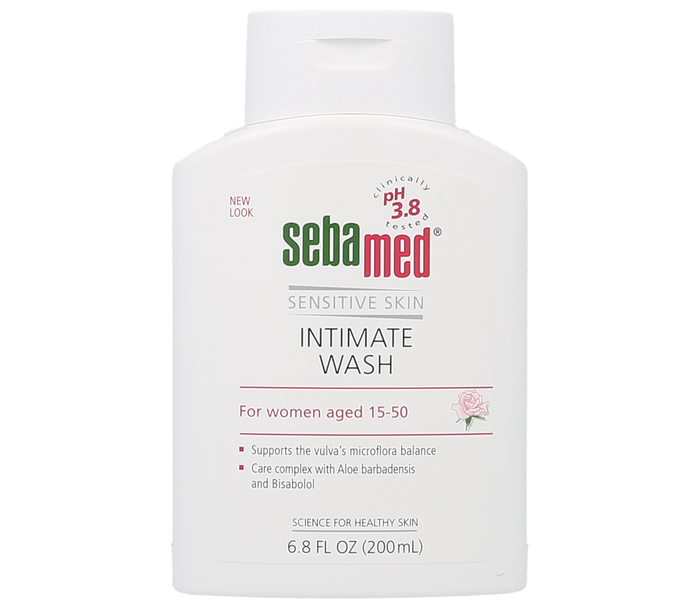 NEW
LOOK
clinically
pH
3.8
tested
sebamed®
SENSITIVE SKIN
INTIMATE
WASH
For women aged 15-50
Supports the vulva's microflora balance
Care complex with Aloe barbadensis
and Bisabolol
SCIENCE FOR HEALTHY SKIN
6.8 FL OZ (200mL)